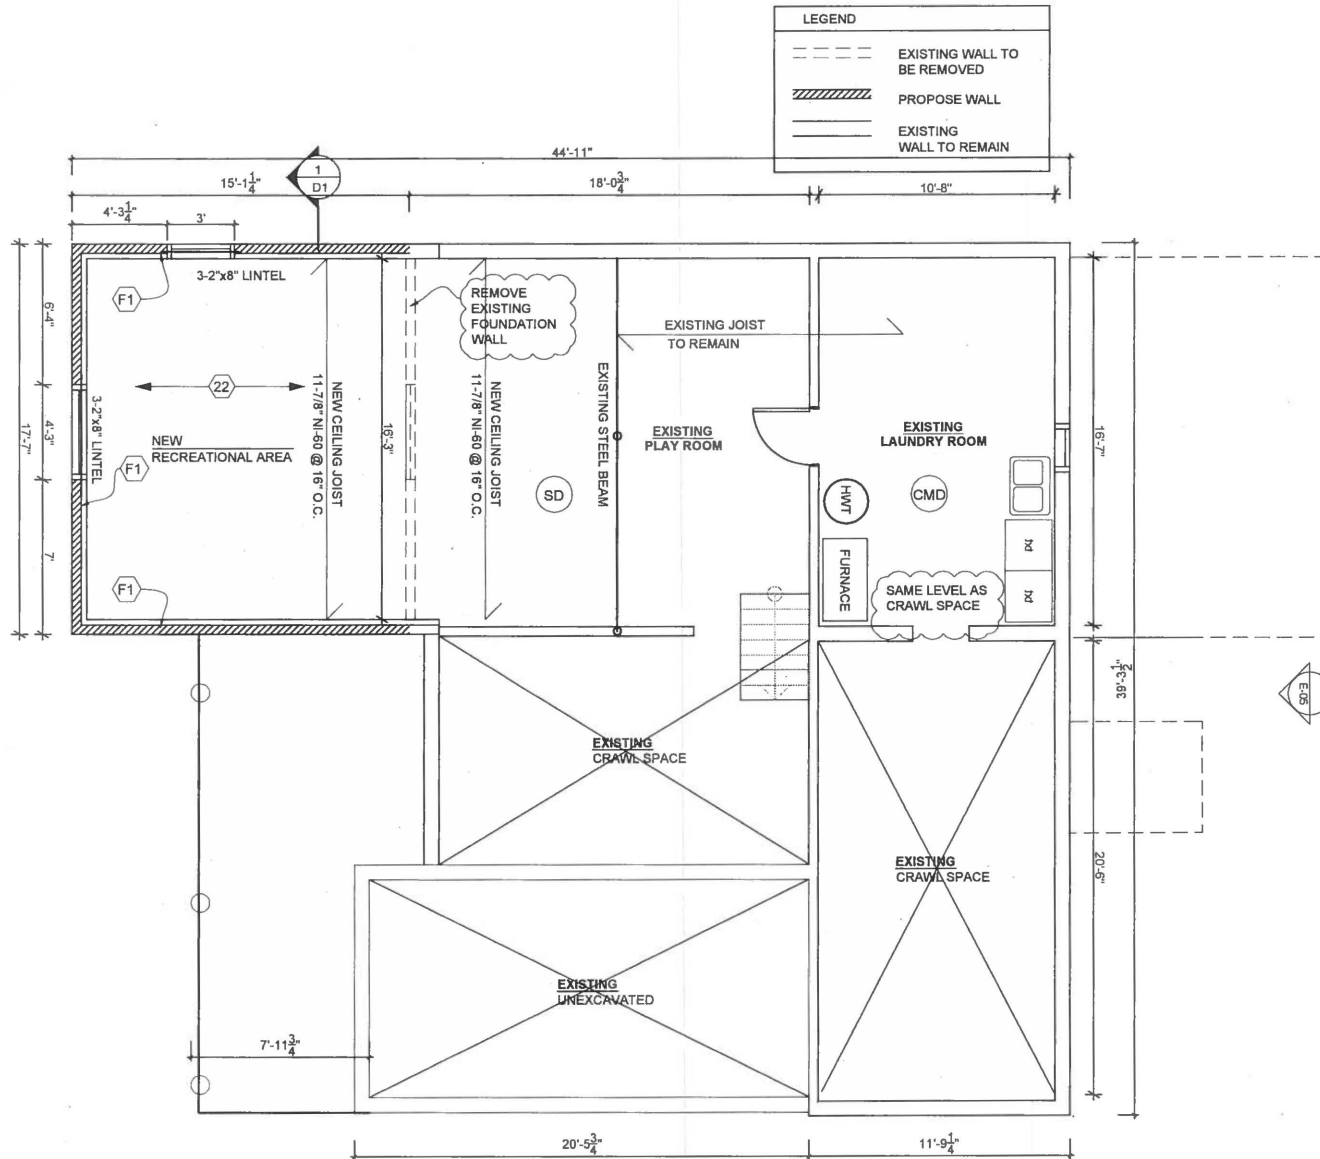 LEGEND
EXISTING WALL TO
BE REMOVED
PROPOSE WALL
EXISTING
WALL TO REMAIN
44'-11"
1
D1
15'-1 1/4"
18'-0 3/4"
10'-8"
4'-3 1/4"
3'
3-2"x8" LINTEL
F1
REMOVE
EXISTING
FOUNDATION
WALL
EXISTING JOIST
TO REMAIN
6'-4"
4'-3"
7'
17'-7"
3-2"x8" LINTEL
22
NEW
RECREATIONAL AREA
F1
F1
NEW CEILING JOIST
11-7/8" NI-60 @ 16" O.C.
16'-3"
NEW CEILING JOIST
11-7/8" NI-60 @ 16" O.C.
SD
EXISTING STEEL BEAM
EXISTING
PLAY ROOM
EXISTING
LAUNDRY ROOM
HWT
CMD
FURNACE
SAME LEVEL AS
CRAWL SPACE
16'-7"
39'-3 1/2"
E-05
EXISTING
CRAWL SPACE
EXISTING
CRAWL SPACE
20'-6"
EXISTING
UNEXCAVATED
7'-11 3/4"
20'-5 3/4"
11'-9 1/4"